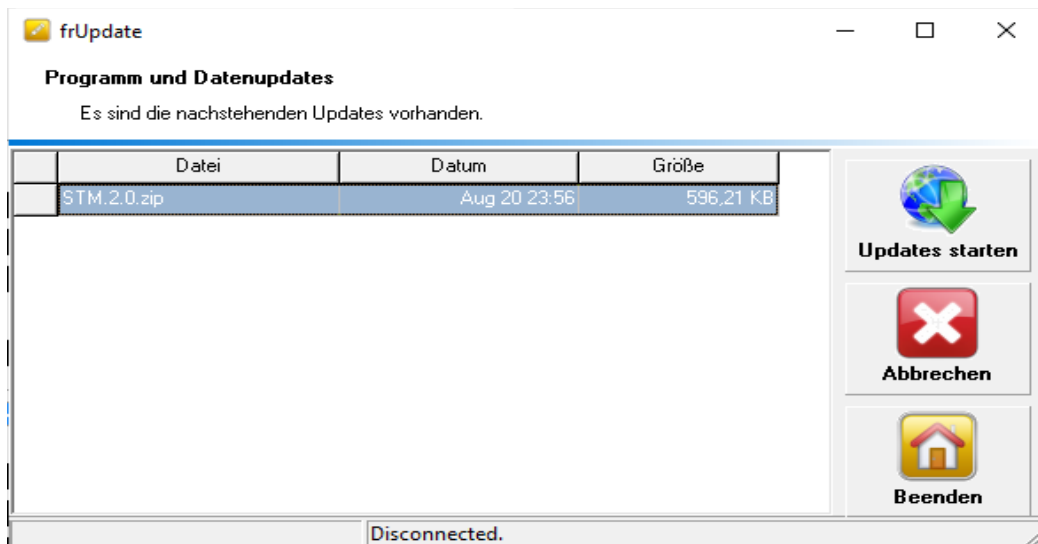 frUpdate
Programm und Datenupdates
Es sind die nachstehenden Updates vorhanden.
Datei Datum Größe
STM.2.0.zip Aug 20 23:56 596,21 KB
Updates starten
Abbrechen
Beenden
Disconnected.